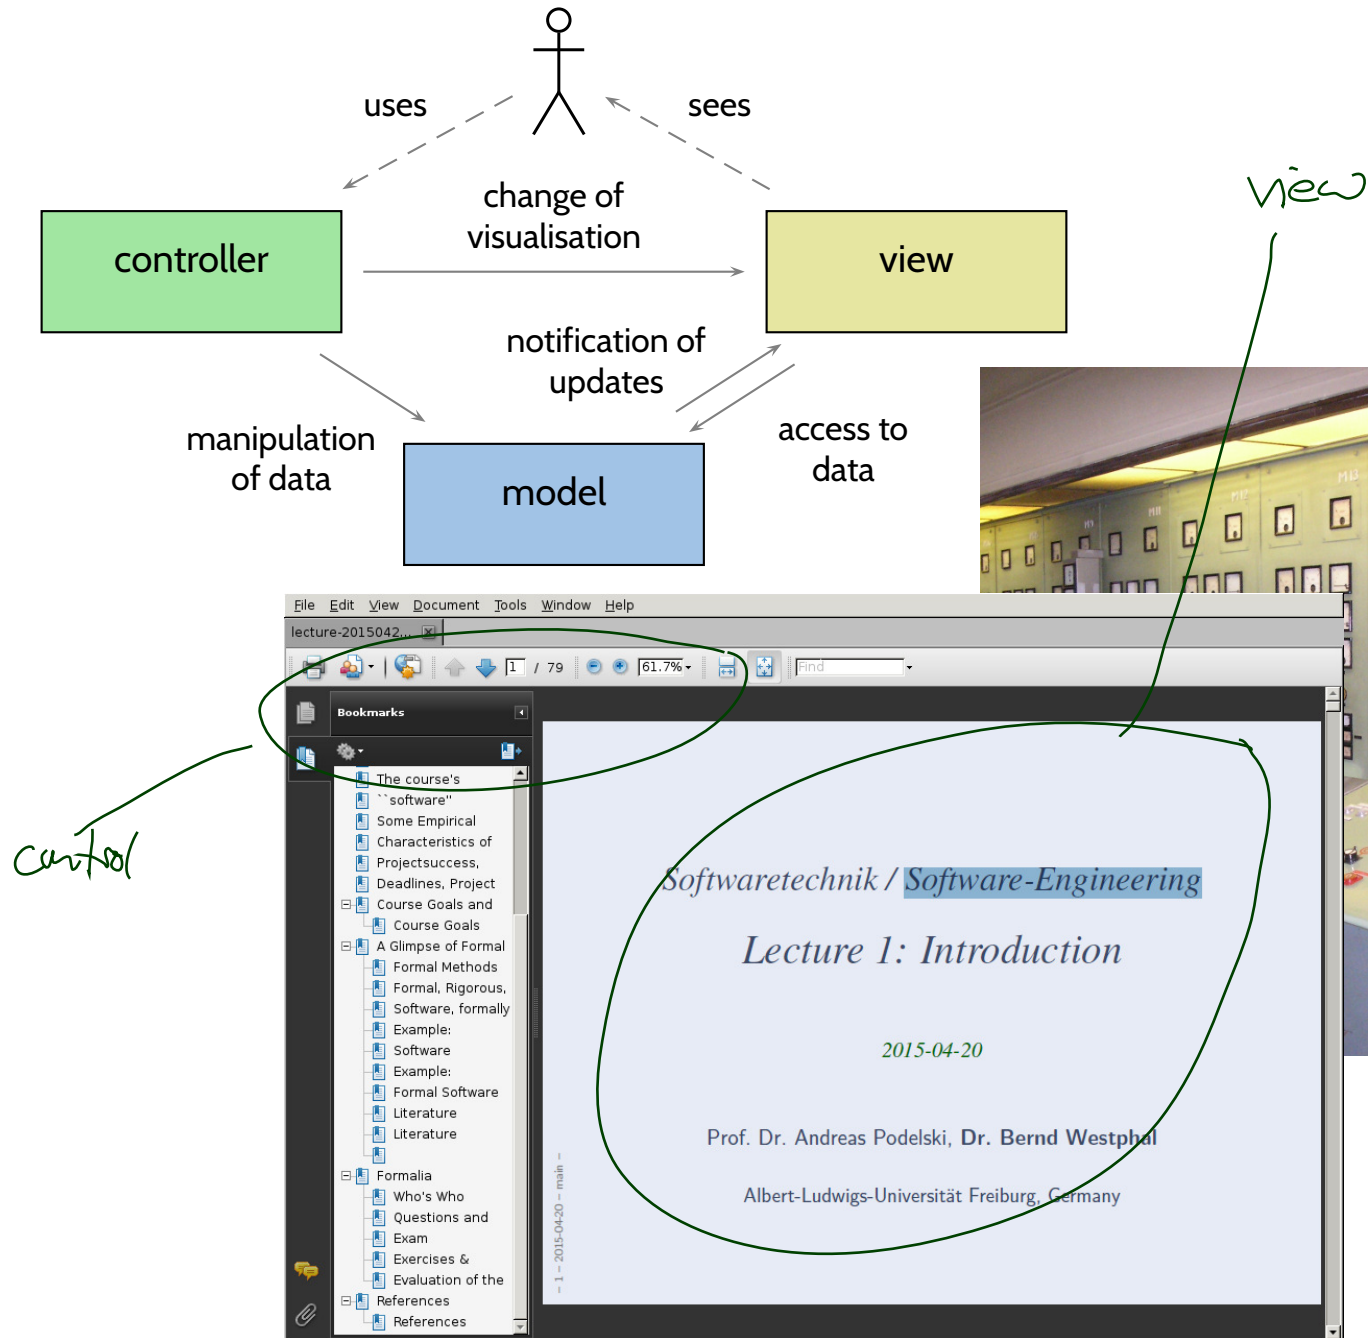 uses
sees
change of
visualisation
view
controller
view
notification of
updates
manipulation
of data
access to
data
model
M11
M12
M13
File Edit View Document Tools Window Help
lecture-2015042...
1 / 79
61.7%
Find
Bookmarks
The course's
``software''
Some Empirical
Characteristics of
Projectsuccess,
Deadlines, Project
Course Goals and
Course Goals
A Glimpse of Formal
Formal Methods
Formal, Rigorous,
Software, formally
Example:
Software
Example:
Formal Software
Literature
Literature
Formalia
Who's Who
Questions and
Exam
Exercises &
Evaluation of the
References
References
control
Softwaretechnik / Software-Engineering
Lecture 1: Introduction
2015-04-20
Prof. Dr. Andreas Podelski, Dr. Bernd Westphal
Albert-Ludwigs-Universität Freiburg, Germany
– 1 – 2015-04-20 – main –